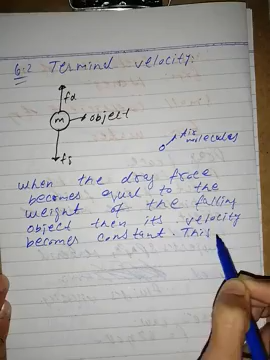 6.2 Terminal velocity:
fd
m object
Air
molecules
fg
when the drag force
becomes equal to the
weight of the falling
object then its velocity
becomes constant. This